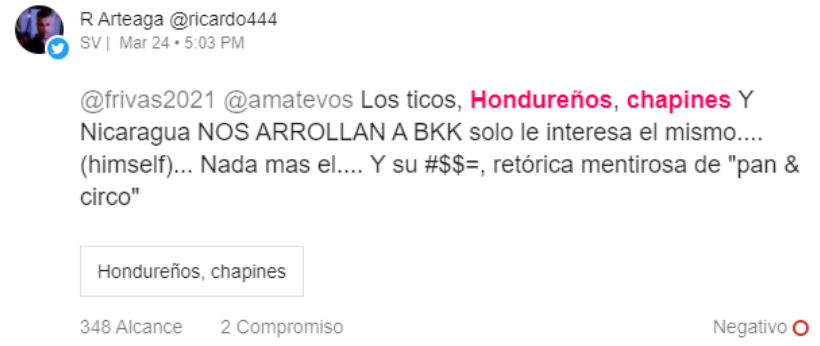 R Arteaga @ricardo444
SV | Mar 24 • 5:03 PM
@frivas2021 @amatevos Los ticos, Hondureños, chapines Y
Nicaragua NOS ARROLLAN A BKK solo le interesa el mismo....
(himself)... Nada mas el.... Y su #$$=, retórica mentirosa de "pan &
circo"
Hondureños, chapines
348 Alcance 2 Compromiso Negativo